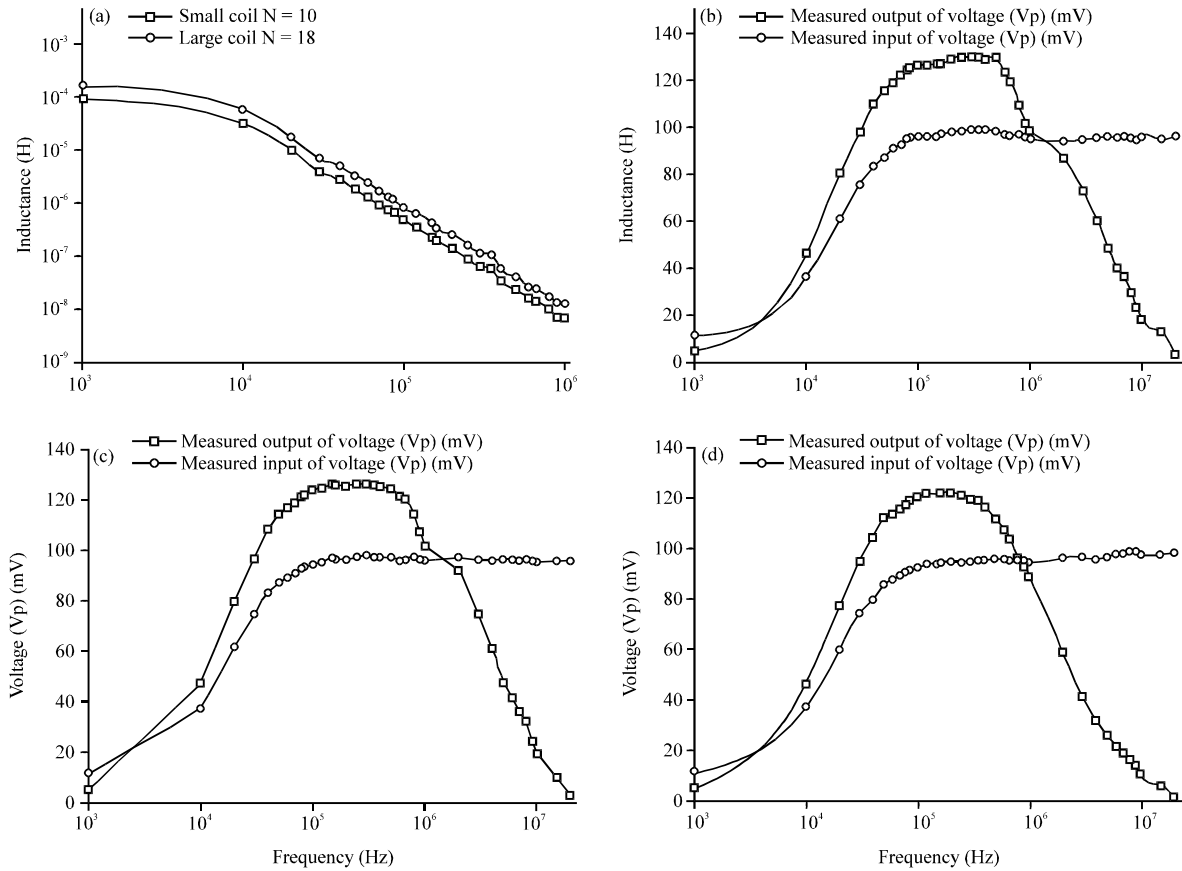 (a)
Small coil N = 10
Large coil N = 18
Inductance (H)
10^-3
10^-4
10^-5
10^-6
10^-7
10^-8
10^-9
10^3
10^4
10^5
10^6
(b)
Measured output of voltage (Vp) (mV)
Measured input of voltage (Vp) (mV)
Inductance (H)
140
120
100
80
60
40
20
0
10^3
10^4
10^5
10^6
10^7
(c)
Measured output of voltage (Vp) (mV)
Measured input of voltage (Vp) (mV)
Voltage (Vp) (mV)
140
120
100
80
60
40
20
0
10^3
10^4
10^5
10^6
10^7
Frequency (Hz)
(d)
Measured output of voltage (Vp) (mV)
Measured input of voltage (Vp) (mV)
Voltage (Vp) (mV)
140
120
100
80
60
40
20
0
10^3
10^4
10^5
10^6
10^7
Frequency (Hz)